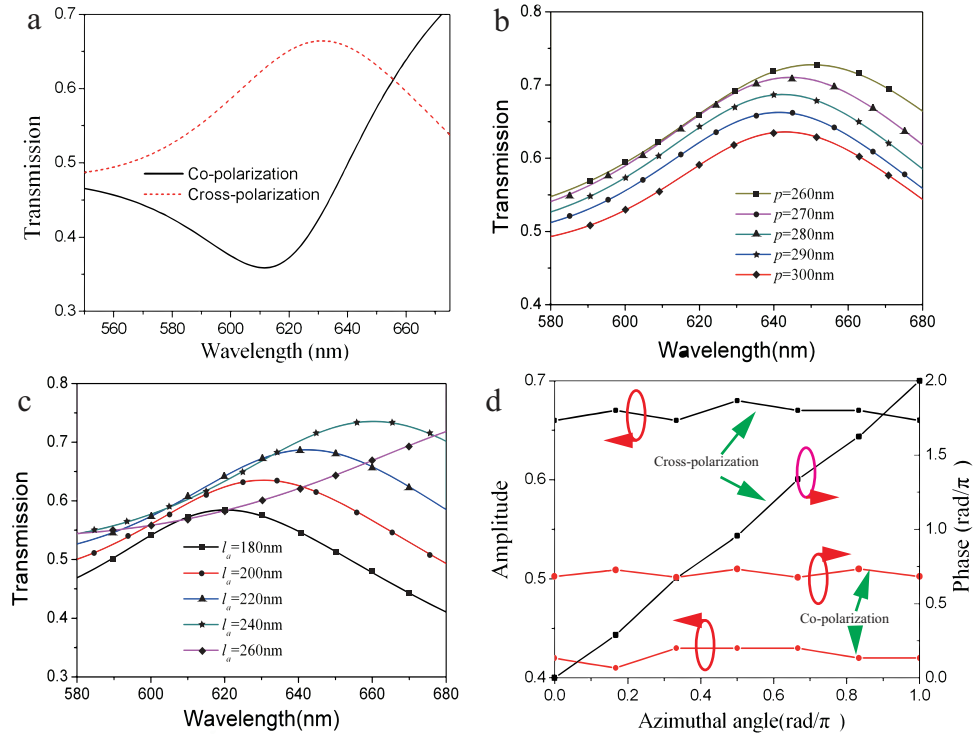 a
0.7
0.6
0.5
0.4
0.3
Transmission
Co-polarization
Cross-polarization
560 580 600 620 640 660
Wavelength (nm)
b
0.8
0.7
0.6
0.5
0.4
Transmission
p=260nm
p=270nm
p=280nm
p=290nm
p=300nm
580 600 620 640 660 680
Wavelength(nm)
c
0.8
0.7
0.6
0.5
0.4
0.3
Transmission
la=180nm
la=200nm
la=220nm
la=240nm
la=260nm
580 600 620 640 660 680
Wavelength(nm)
d
0.7
0.6
0.5
0.4
Amplitude
Cross-polarization
Co-polarization
2.0
1.5
1.0
0.5
0.0
Phase (rad/π )
0.0 0.2 0.4 0.6 0.8 1.0
Azimuthal angle(rad/π )